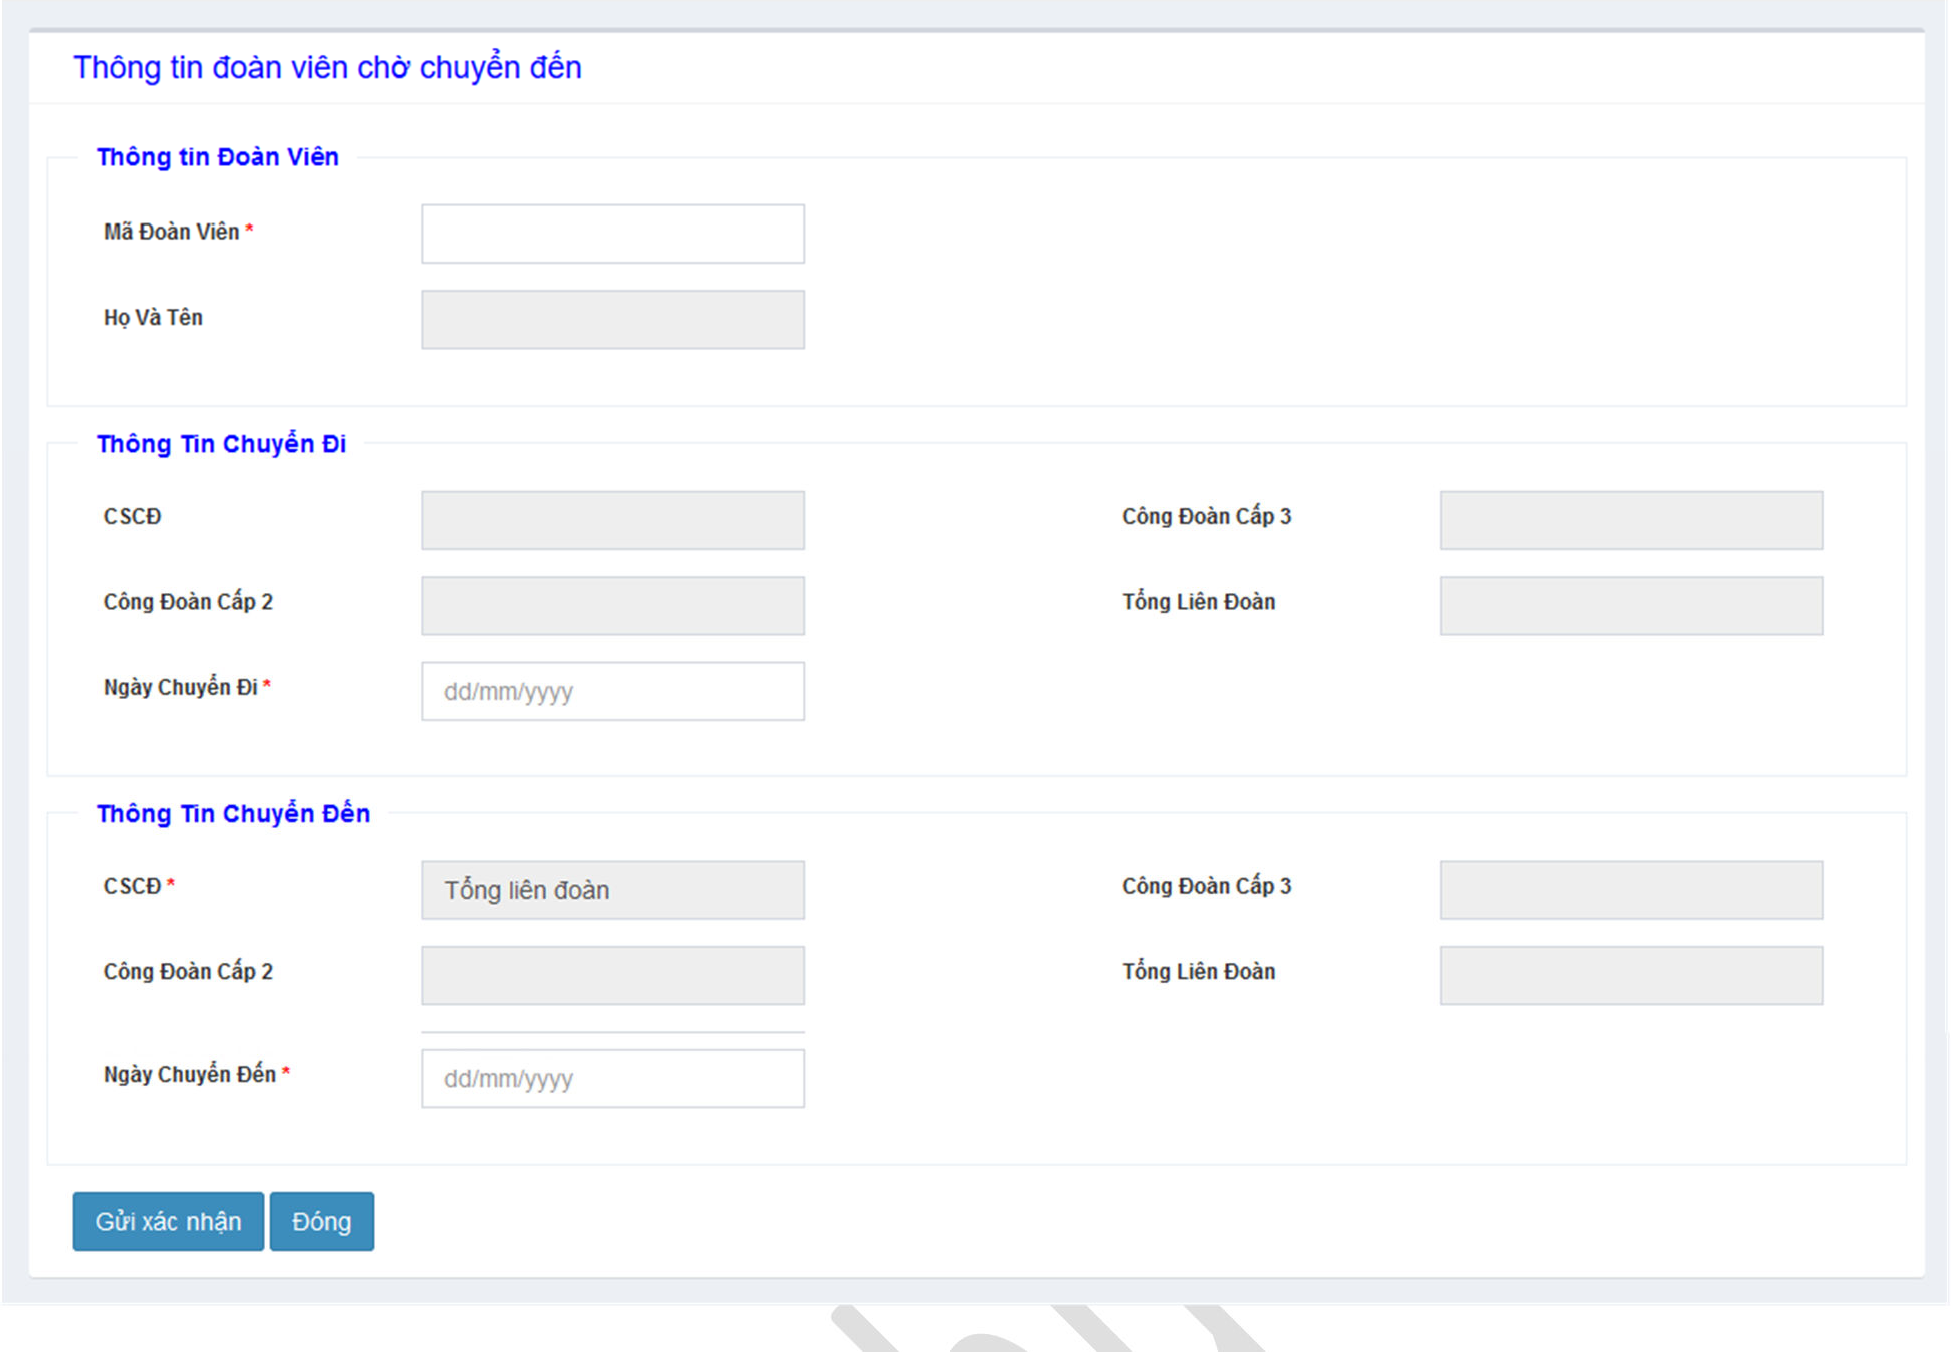 Thông tin đoàn viên chờ chuyển đến
Thông tin Đoàn Viên
Mã Đoàn Viên *
Họ Và Tên
Thông Tin Chuyển Đi
CSCĐ
Công Đoàn Cấp 3
Công Đoàn Cấp 2
Tổng Liên Đoàn
Ngày Chuyển Đi * dd/mm/yyyy
Thông Tin Chuyển Đến
CSCĐ * Tổng liên đoàn
Công Đoàn Cấp 3
Công Đoàn Cấp 2
Tổng Liên Đoàn
Ngày Chuyển Đến * dd/mm/yyyy
Gửi xác nhận Đóng